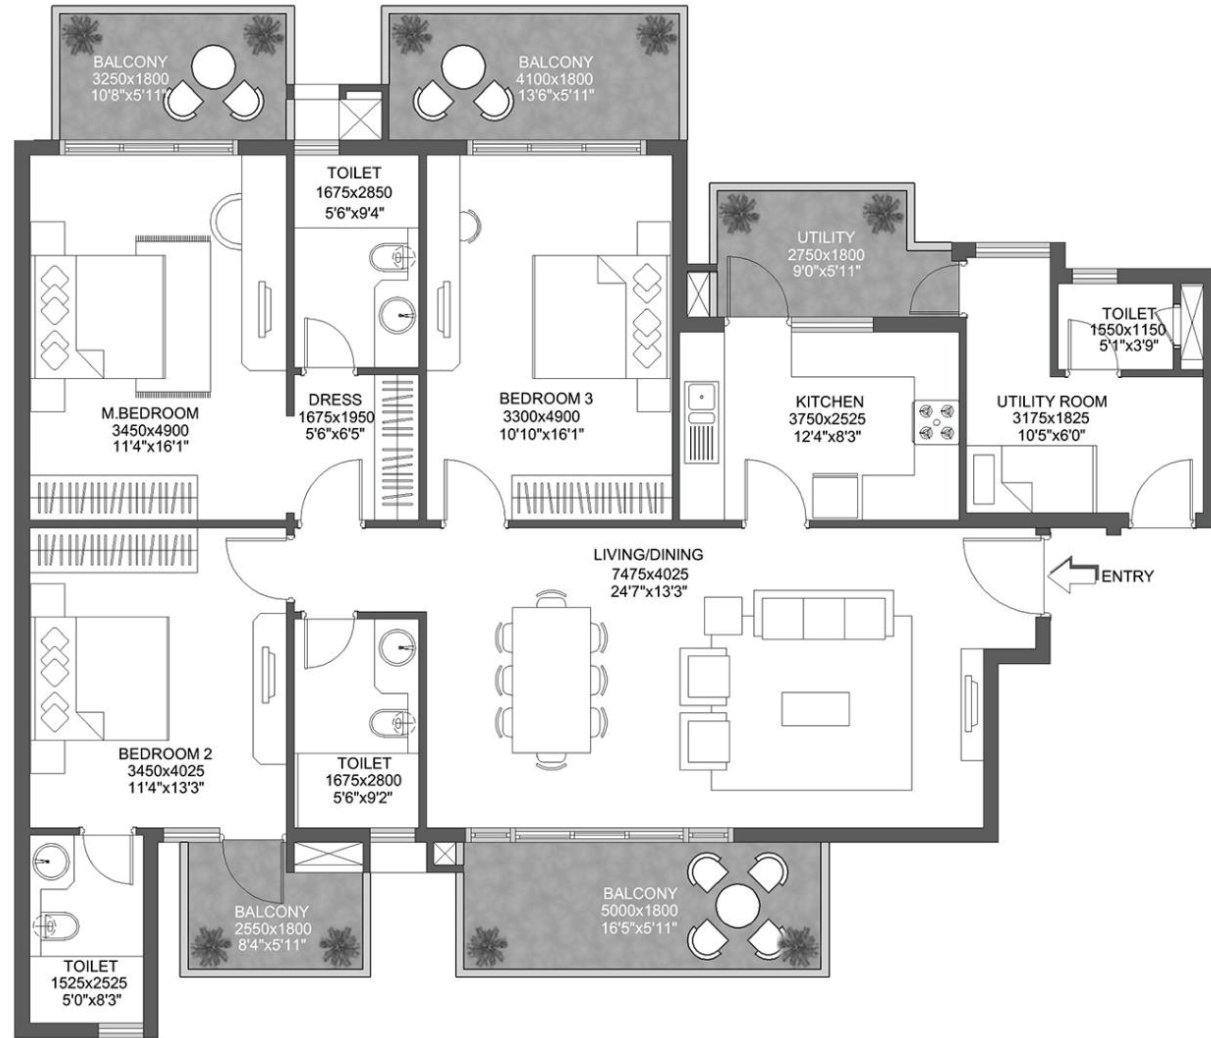 BALCONY
3250x1800
10'8"x5'11"
BALCONY
4100x1800
13'6"x5'11"
TOILET
1675x2850
5'6"x9'4"
UTILITY
2750x1800
9'0"x5'11"
TOILET
1550x1150
5'1"x3'9"
M.BEDROOM
3450x4900
11'4"x16'1"
DRESS
1675x1950
5'6"x6'5"
BEDROOM 3
3300x4900
10'10"x16'1"
KITCHEN
3750x2525
12'4"x8'3"
UTILITY ROOM
3175x1825
10'5"x6'0"
LIVING/DINING
7475x4025
24'7"x13'3"
ENTRY
BEDROOM 2
3450x4025
11'4"x13'3"
TOILET
1675x2800
5'6"x9'2"
BALCONY
2550x1800
8'4"x5'11"
BALCONY
5000x1800
16'5"x5'11"
TOILET
1525x2525
5'0"x8'3"